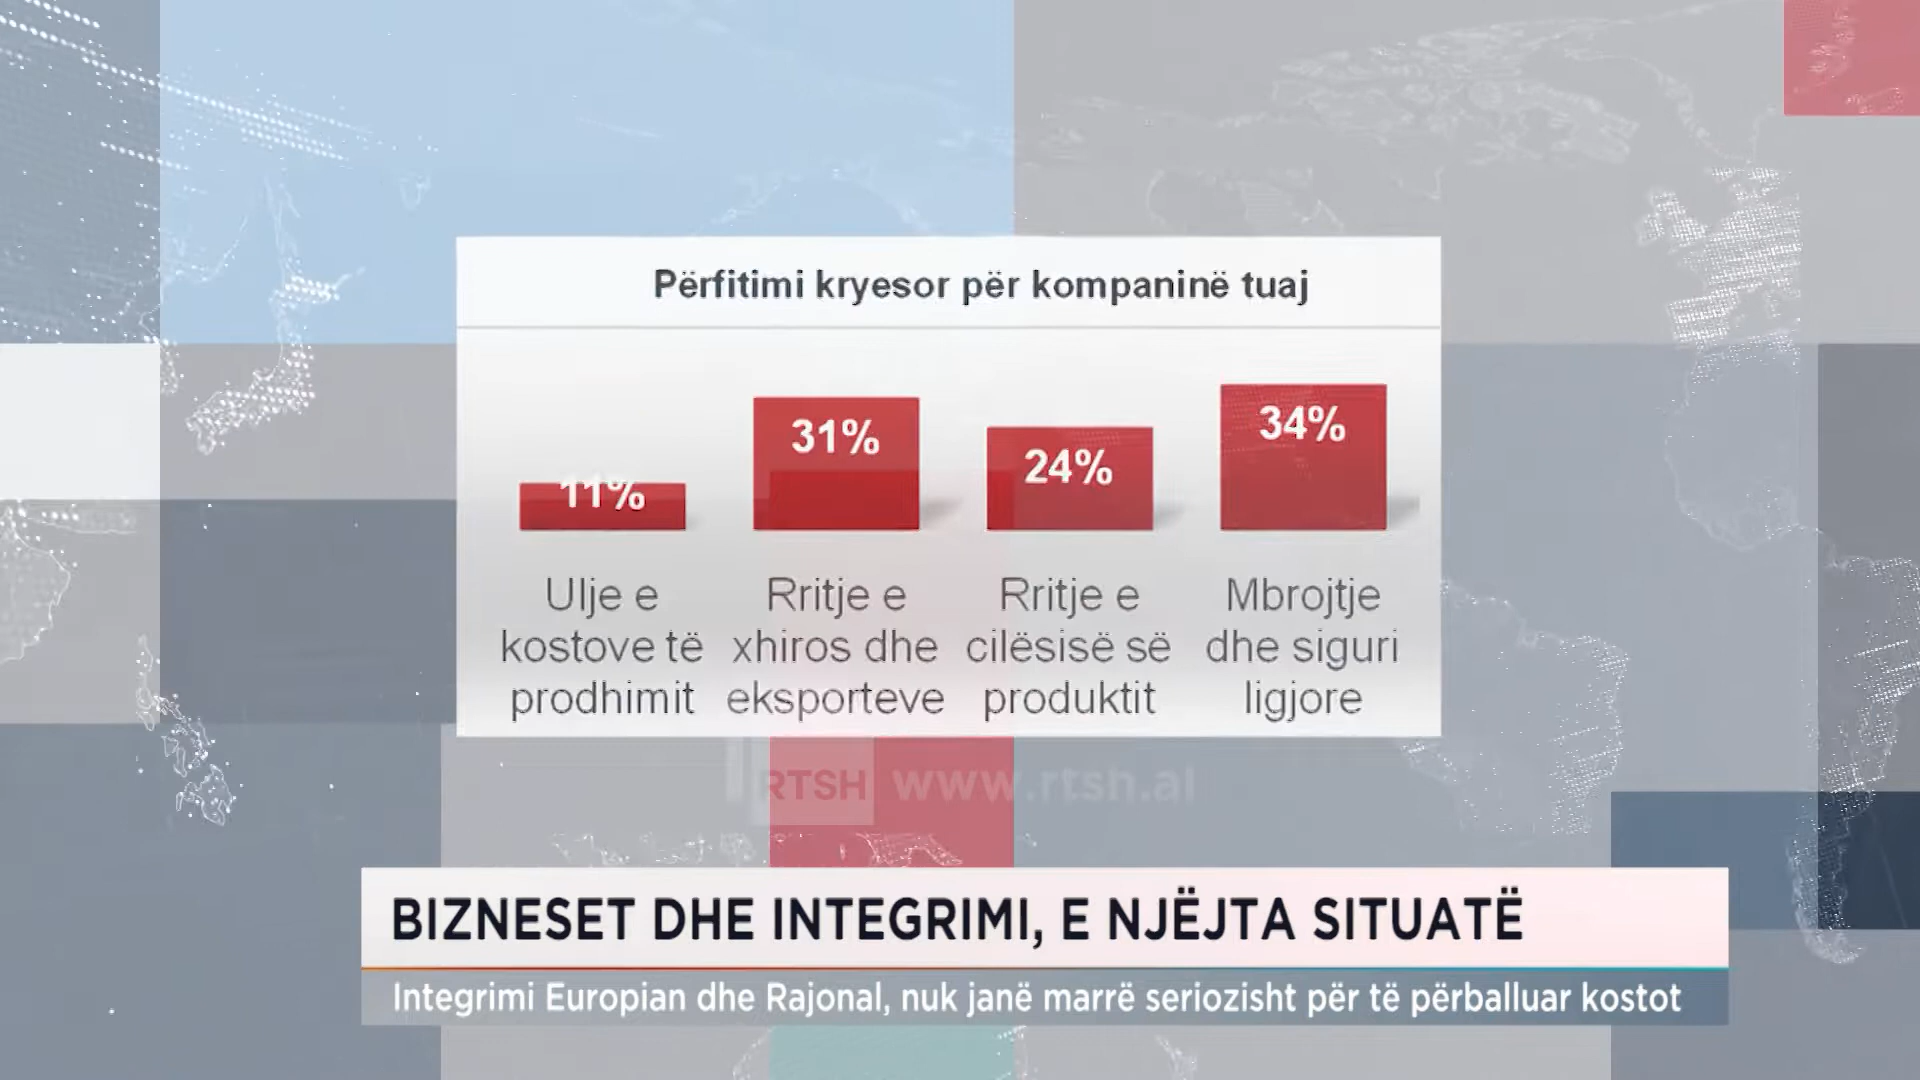 Përfitimi kryesor për kompaninë tuaj
11% 31% 24% 34%
Ulje e kostove të prodhimit
Rritje e xhiros dhe eksporteve
Rritje e cilësisë së produktit
Mbrojtje dhe siguri ligjore
RTSH www.rtsh.al
BIZNESET DHE INTEGRIMI, E NJËJTA SITUATË
Integrimi Europian dhe Rajonal, nuk janë marrë seriozisht për të përballuar kostot